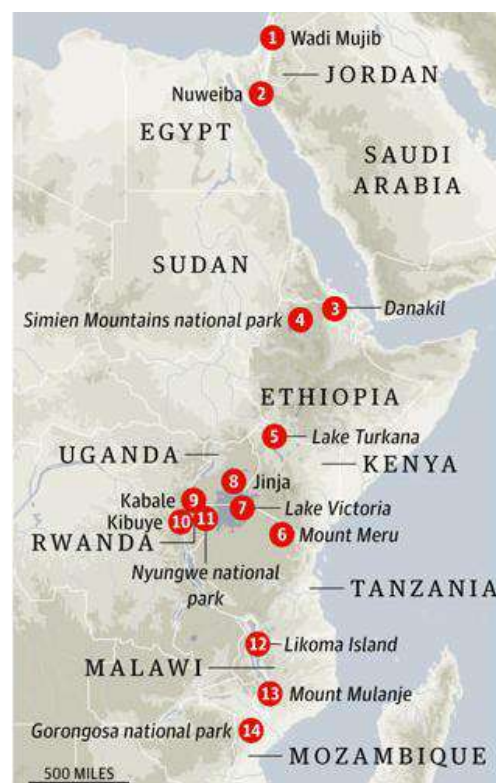 1 Wadi Mujib
JORDAN
Nuweiba 2
EGYPT
SAUDI
ARABIA
SUDAN
3 Danakil
Simien Mountains national park 4
ETHIOPIA
5 Lake Turkana
UGANDA
KENYA
8 Jinja
Kabale 9
7 Lake Victoria
Kibuye 10 11
6 Mount Meru
RWANDA
Nyungwe national
park
TANZANIA
12 Likoma Island
MALAWI
13 Mount Mulanje
Gorongosa national park 14
MOZAMBIQUE
500 MILES